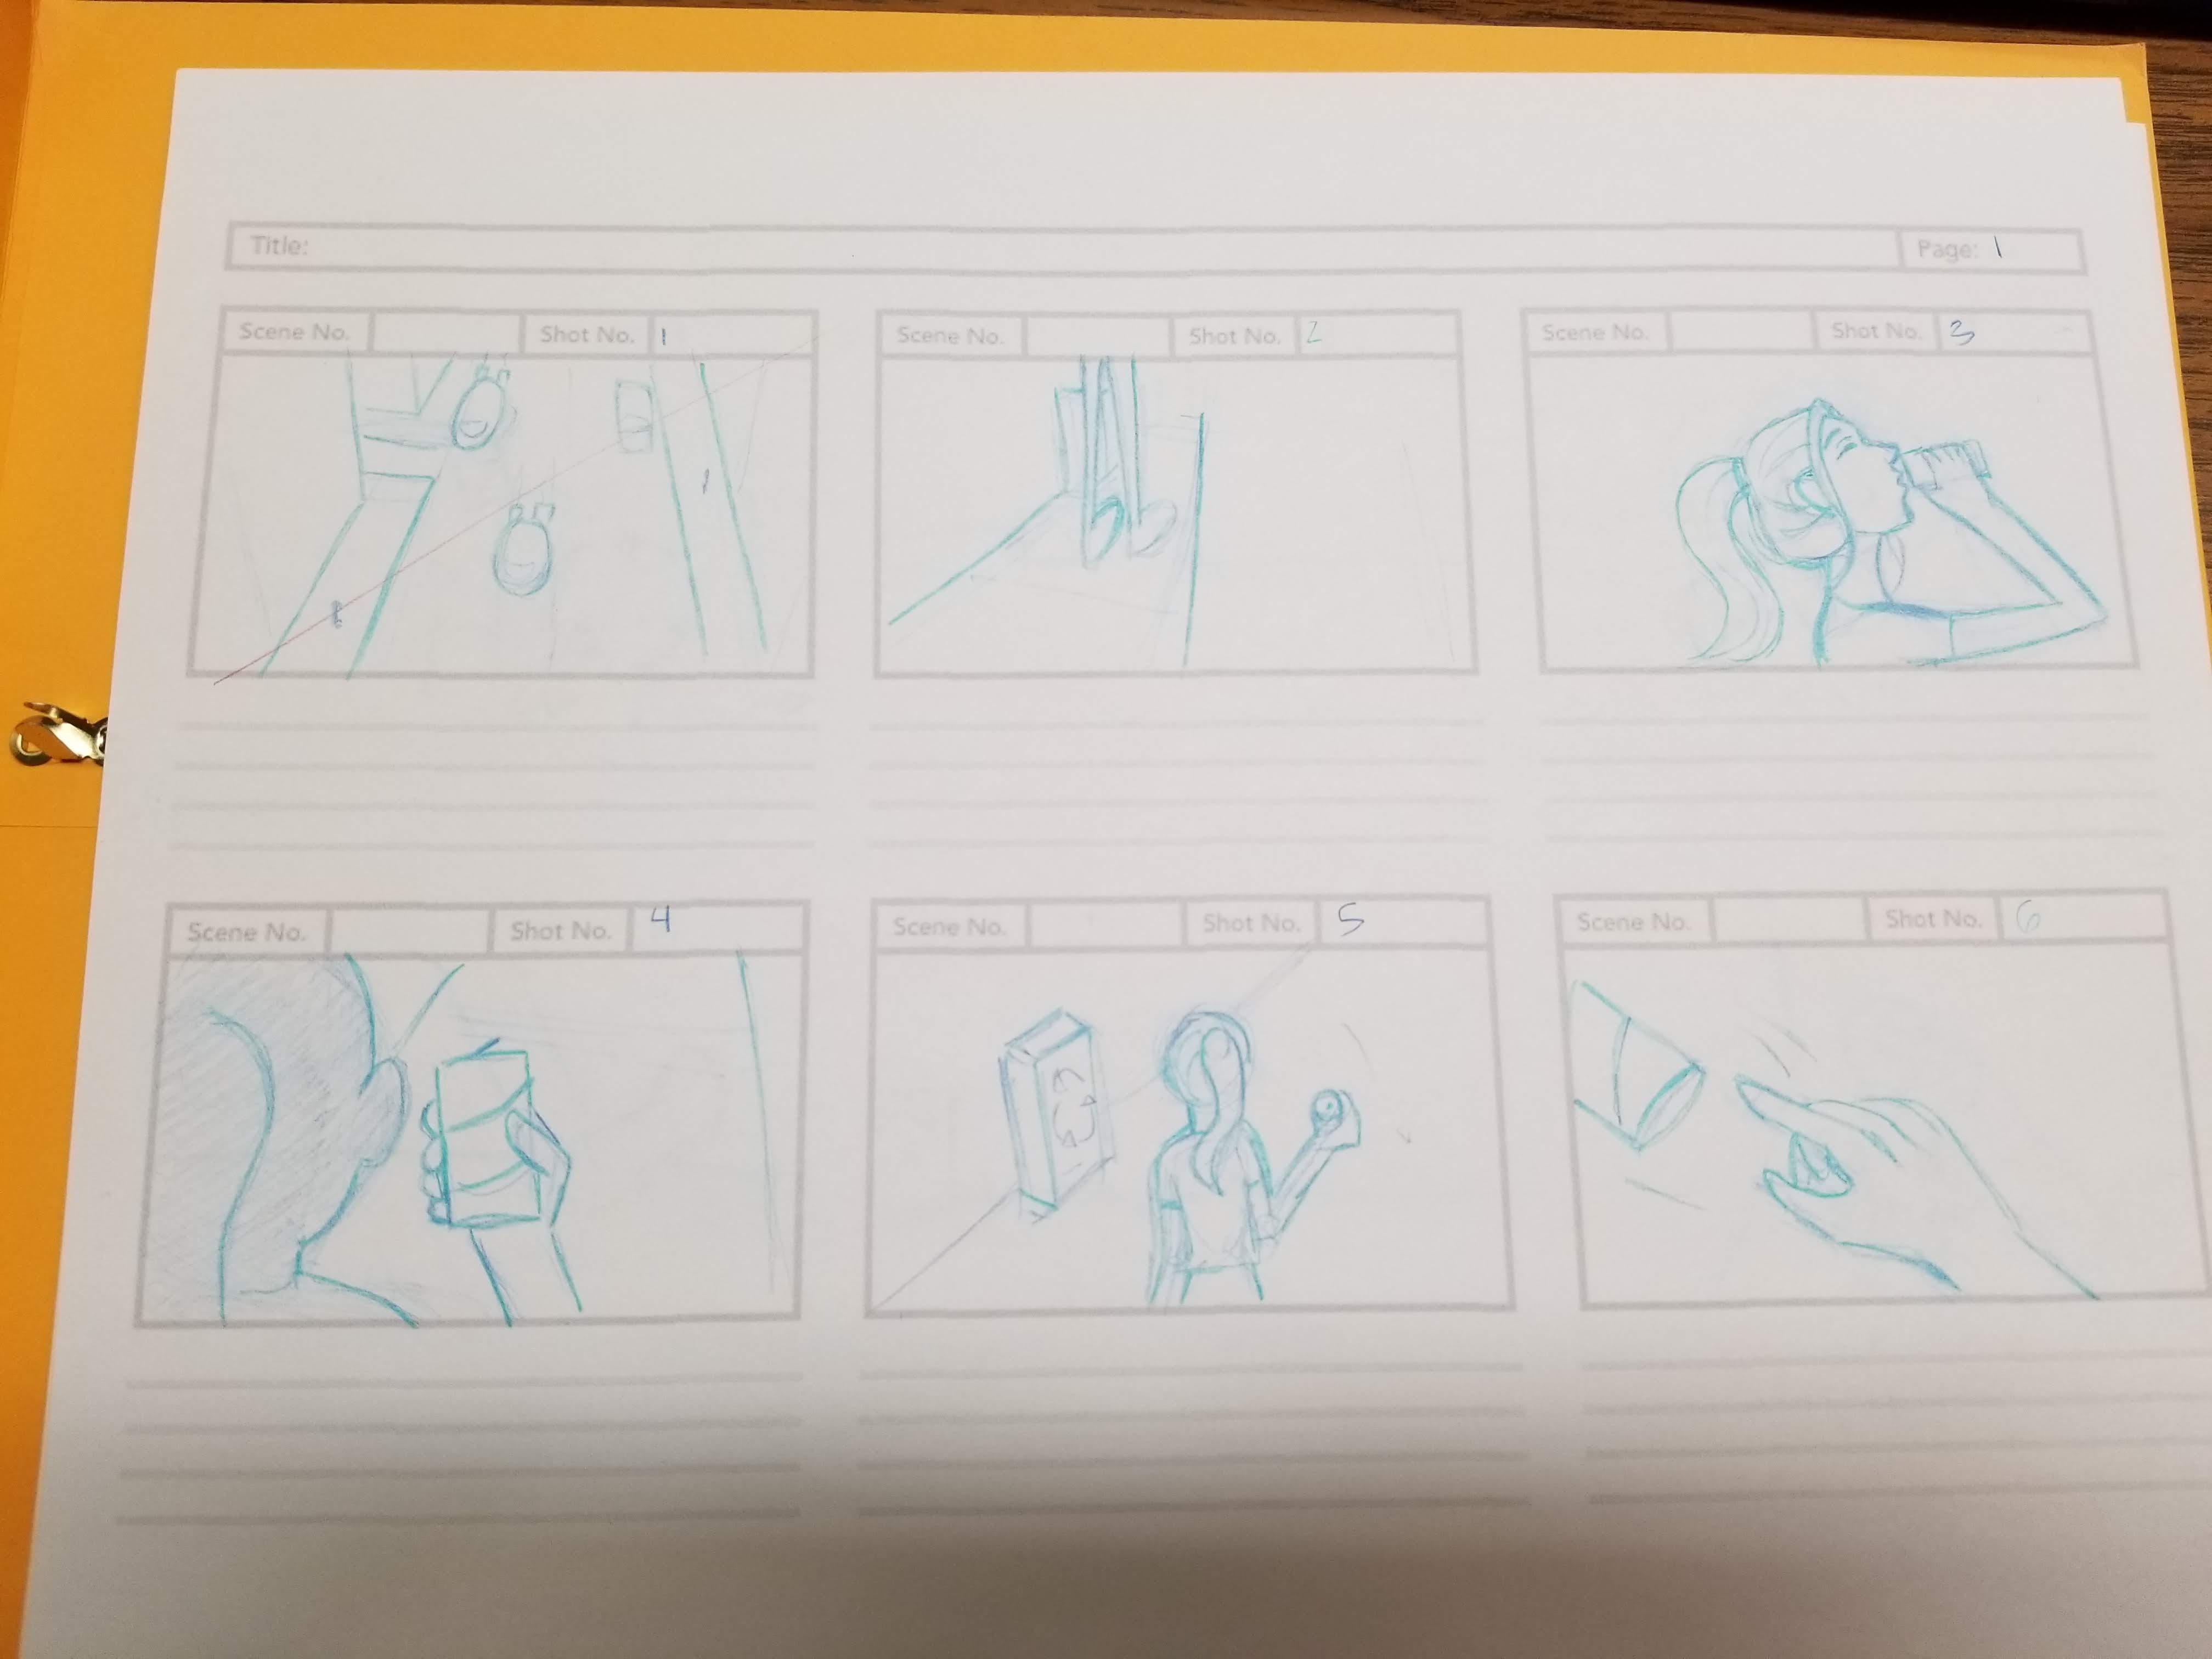 Title: Page: 1
Scene No. Shot No. 1
Scene No. Shot No. 2
Scene No. Shot No. 3
Scene No. Shot No. 4
Scene No. Shot No. 5
Scene No. Shot No. 6